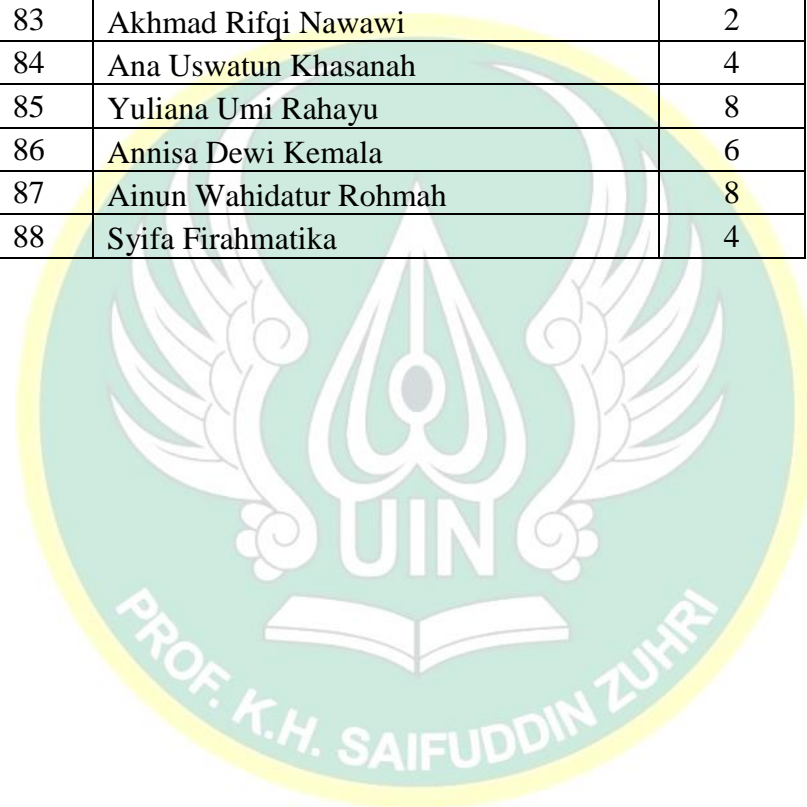 83 Akhmad Rifqi Nawawi 2
84 Ana Uswatun Khasanah 4
85 Yuliana Umi Rahayu 8
86 Annisa Dewi Kemala 6
87 Ainun Wahidatur Rohmah 8
88 Syifa Firahmatika 4
UIN
PROF. K.H. SAIFUDDIN ZUHRI